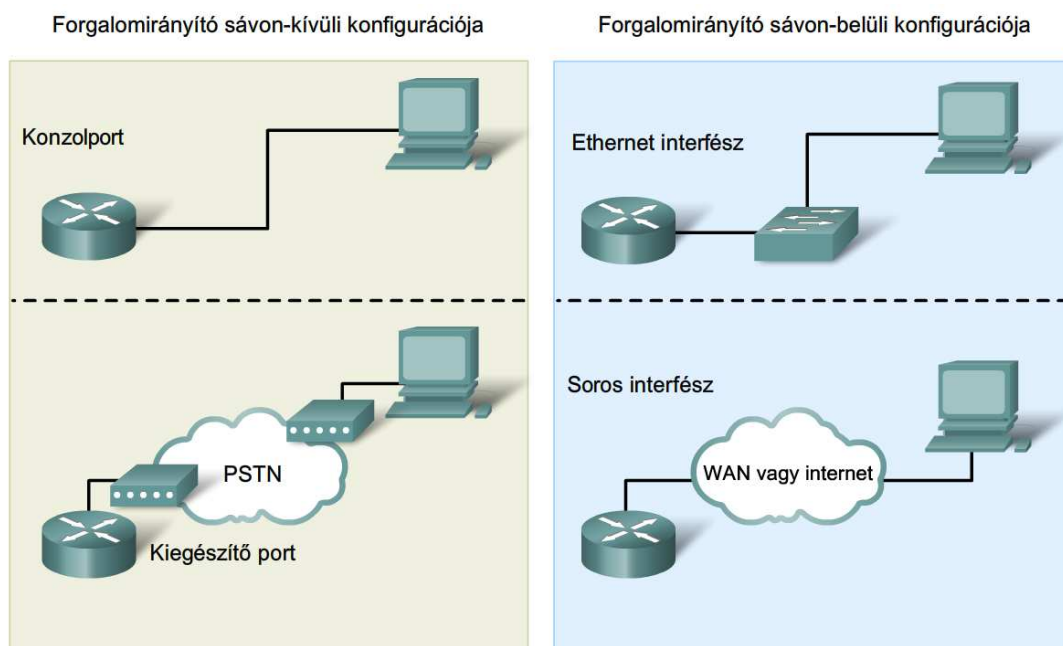 Forgalomirányító sávon-kívüli konfigurációja
Konzolport
PSTN
Kiegészítő port
Forgalomirányító sávon-belüli konfigurációja
Ethernet interfész
Soros interfész
WAN vagy internet